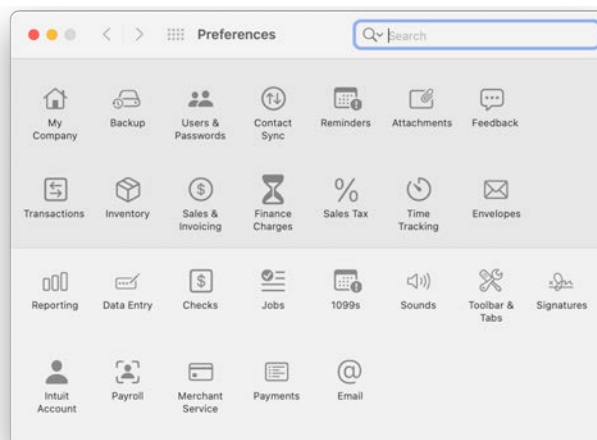 Preferences
Search
My Company
Backup
Users & Passwords
Contact Sync
Reminders
Attachments
Feedback
Transactions
Inventory
Sales & Invoicing
Finance Charges
Sales Tax
Time Tracking
Envelopes
Reporting
Data Entry
Checks
Jobs
1099s
Sounds
Toolbar & Tabs
Signatures
Intuit Account
Payroll
Merchant Service
Payments
Email